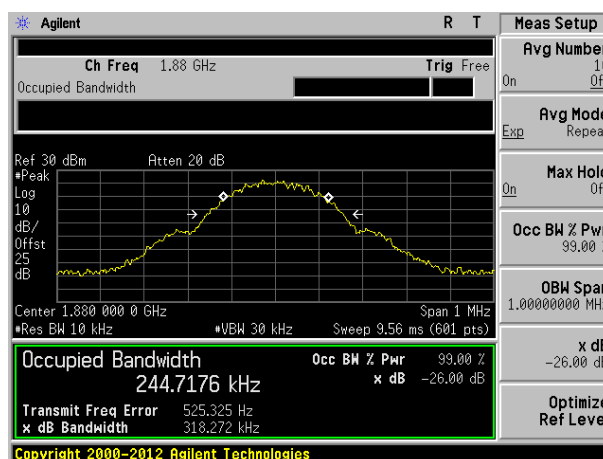 Agilent R T Meas Setup
Ch Freq 1.88 GHz Trig Free
Occupied Bandwidth
Avg Number
On
Avg Mode
Exp
Max Hold
On
Occ BW % Pwr
99.00
OBW Span
1.00000000
x dB
-26.00 dB
Optimize
Ref Level
Ref 30 dBm Atten 20 dB
#Peak
Log
10
dB/
Offst
25
dB
Center 1.880 000 0 GHz Span 1 MHz
#Res BW 10 kHz #VBW 30 kHz Sweep 9.56 ms (601 pts)
Occupied Bandwidth
244.7176 kHz
Occ BW % Pwr 99.00 %
x dB -26.00 dB
Transmit Freq Error 525.325 Hz
x dB Bandwidth 318.272 kHz
Copyright 2000-2012 Agilent Technologies